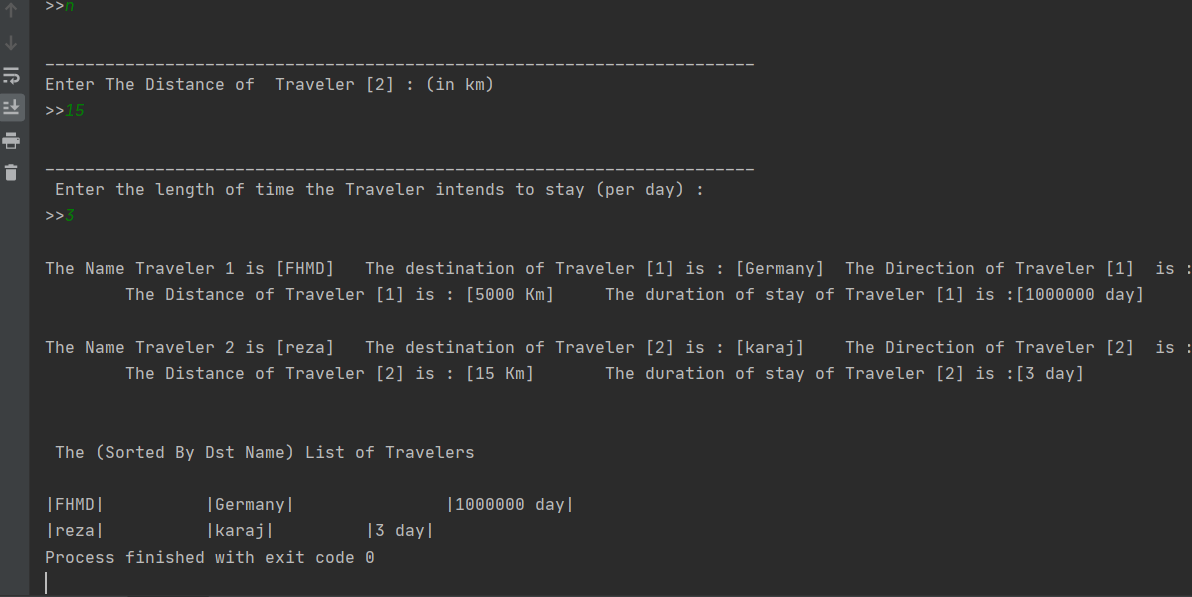 >>n
_______________________________________________________________________
Enter The Distance of  Traveler [2] : (in km)
>>15
_______________________________________________________________________
 Enter the length of time the Traveler intends to stay (per day) :
>>3
The Name Traveler 1 is [FHMD]   The destination of Traveler [1] is : [Germany]  The Direction of Traveler [1]  is :
        The Distance of Traveler [1] is : [5000 Km]     The duration of stay of Traveler [1] is :[1000000 day]
The Name Traveler 2 is [reza]   The destination of Traveler [2] is : [karaj]    The Direction of Traveler [2]  is :
        The Distance of Traveler [2] is : [15 Km]       The duration of stay of Traveler [2] is :[3 day]
 The (Sorted By Dst Name) List of Travelers
|FHMD|          |Germany|               |1000000 day|
|reza|          |karaj|         |3 day|
Process finished with exit code 0